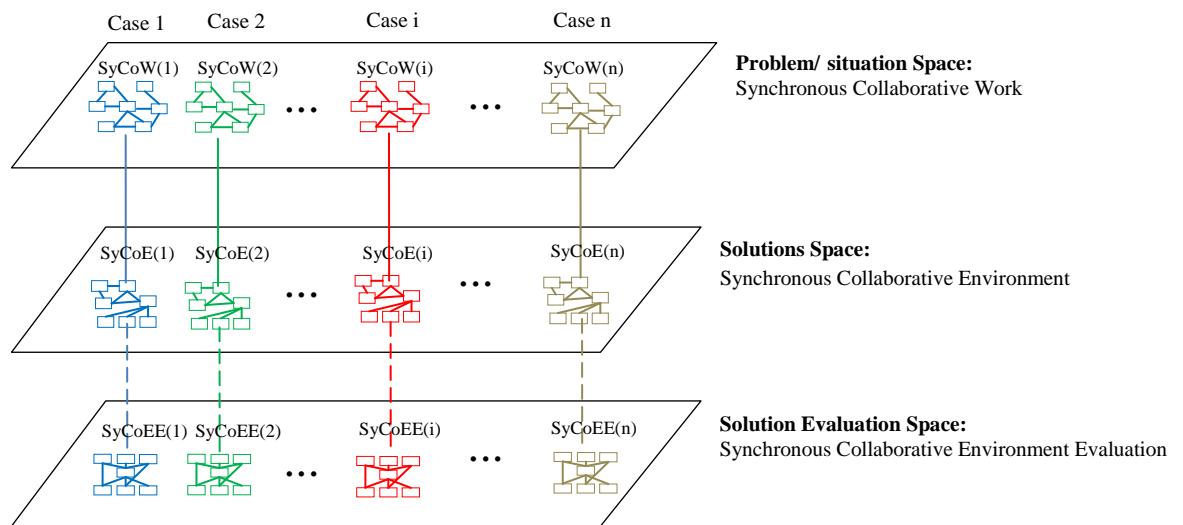 Case 1 Case 2 Case i Case n
SyCoW(1) SyCoW(2) SyCoW(i) SyCoW(n)
... ...
Problem/ situation Space:
Synchronous Collaborative Work
SyCoE(1) SyCoE(2) SyCoE(i) SyCoE(n)
... ...
Solutions Space:
Synchronous Collaborative Environment
SyCoEE(1) SyCoEE(2) SyCoEE(i) SyCoEE(n)
... ...
Solution Evaluation Space:
Synchronous Collaborative Environment Evaluation